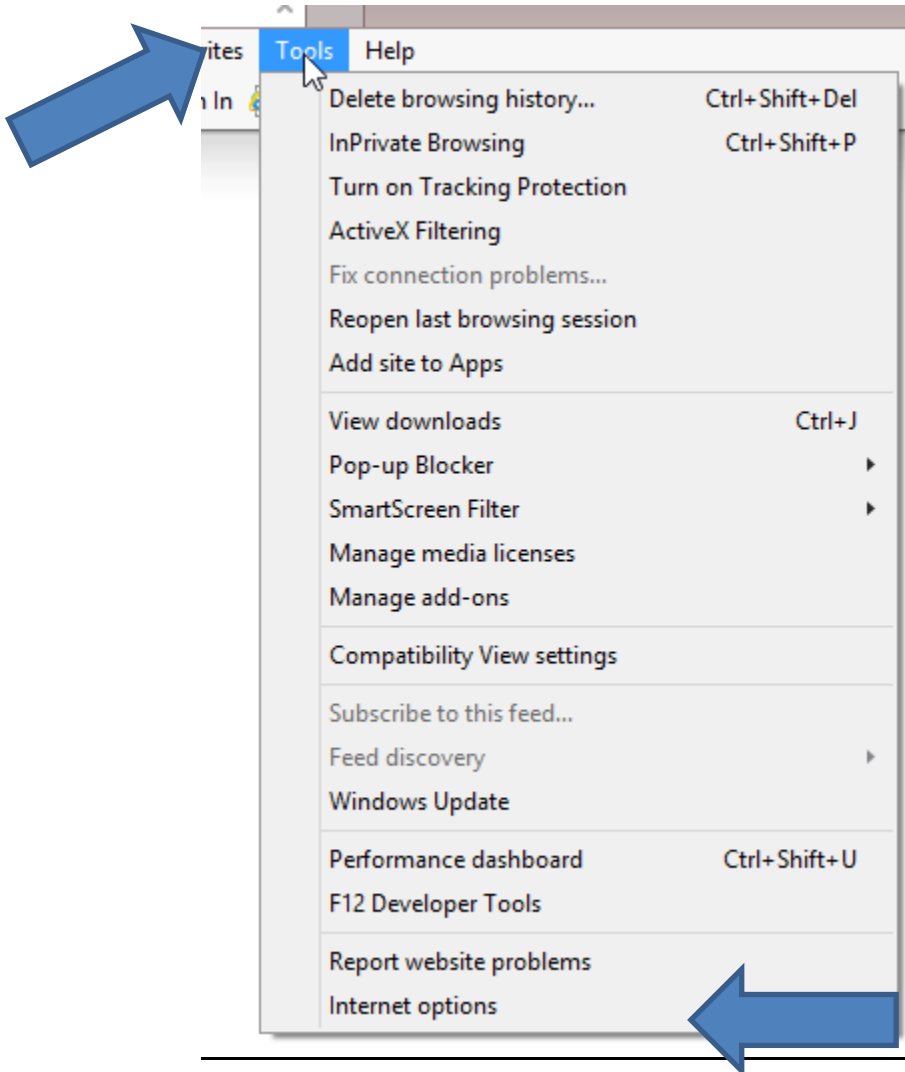 ites Tools Help
n In
Delete browsing history... Ctrl+Shift+Del
InPrivate Browsing Ctrl+Shift+P
Turn on Tracking Protection
ActiveX Filtering
Fix connection problems...
Reopen last browsing session
Add site to Apps
View downloads Ctrl+J
Pop-up Blocker
SmartScreen Filter
Manage media licenses
Manage add-ons
Compatibility View settings
Subscribe to this feed...
Feed discovery
Windows Update
Performance dashboard Ctrl+Shift+U
F12 Developer Tools
Report website problems
Internet options